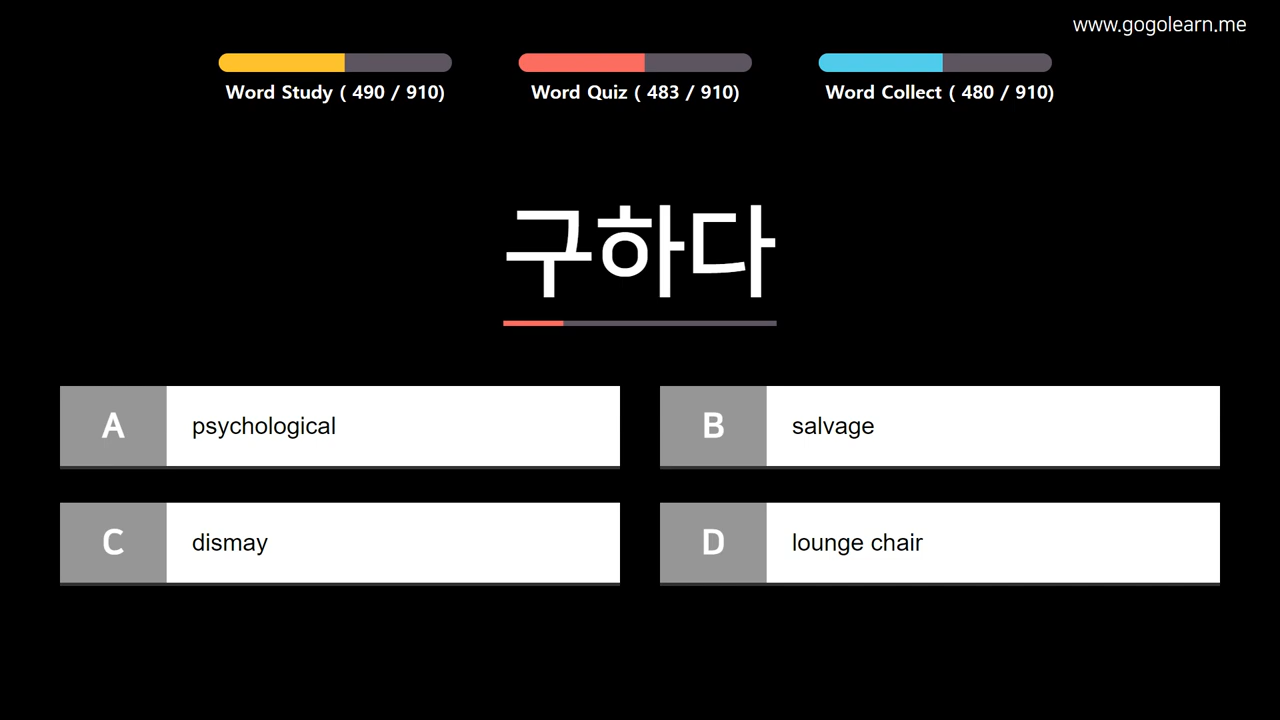 www.gogolearn.me
Word Study ( 490 / 910)
Word Quiz ( 483 / 910)
Word Collect ( 480 / 910)
구하다
A psychological
B salvage
C dismay
D lounge chair